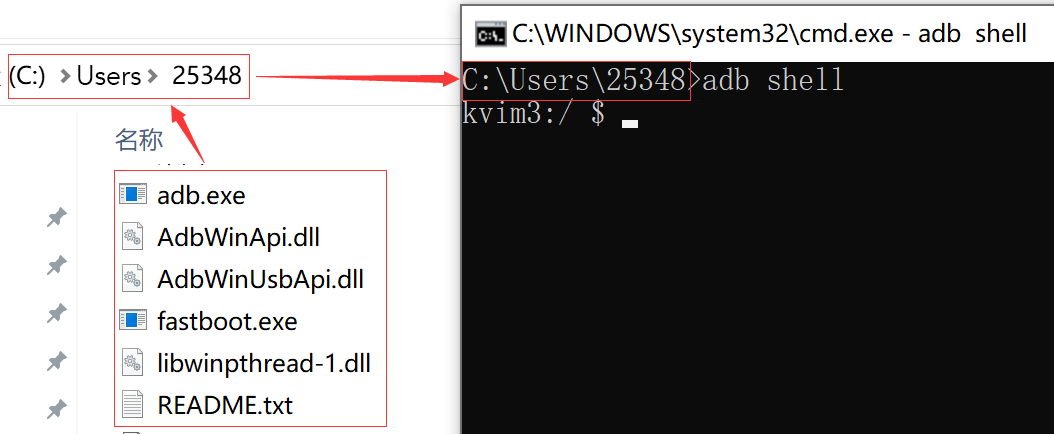 (C:) > Users > 25348
名称
adb.exe
AdbWinApi.dll
AdbWinUsbApi.dll
fastboot.exe
libwinpthread-1.dll
README.txt
C:\WINDOWS\system32\cmd.exe - adb  shell
C:\Users\25348>adb shell
kvim3:/ $